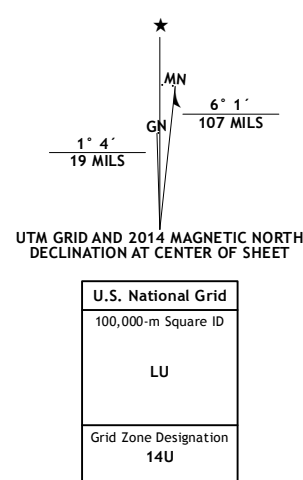 MN
6° 1´
107 MILS
GN
1° 4´
19 MILS
UTM GRID AND 2014 MAGNETIC NORTH
DECLINATION AT CENTER OF SHEET
U.S. National Grid
100,000-m Square ID
LU
Grid Zone Designation
14U